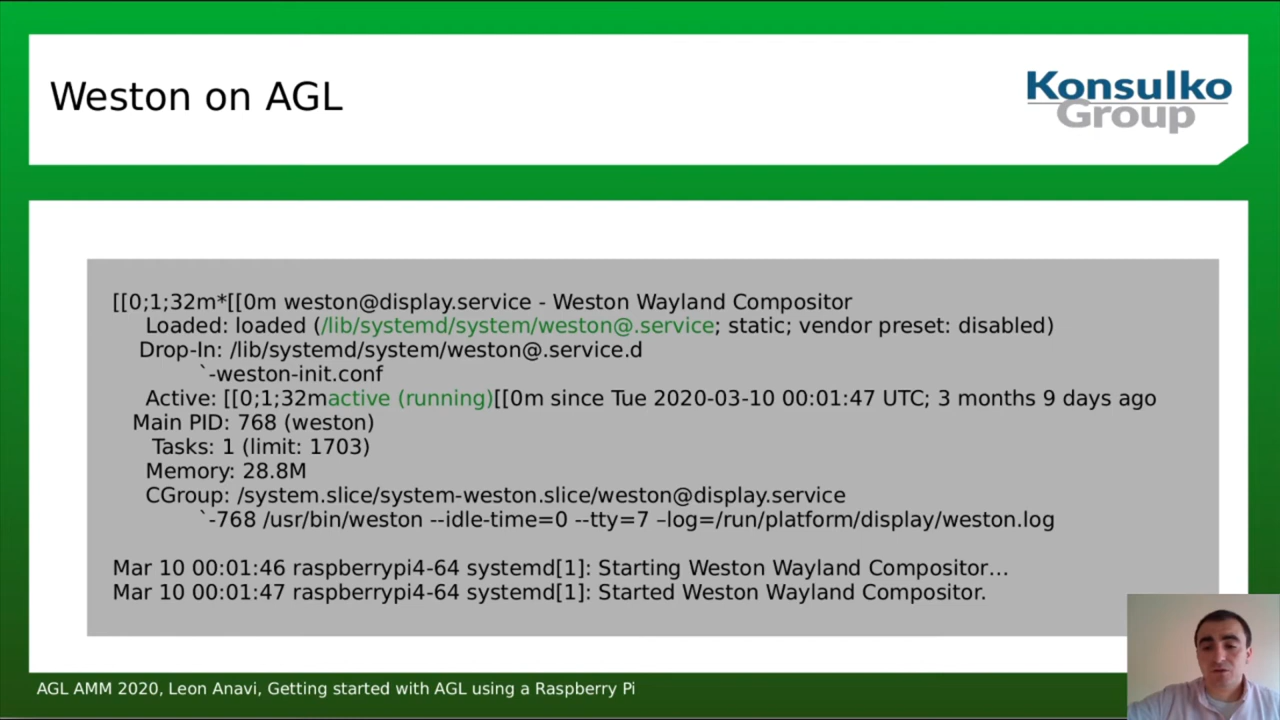 Weston on AGL
Konsulko
Group
[[0;1;32m*[[0m weston@display.service - Weston Wayland Compositor
Loaded: loaded (/lib/systemd/system/weston@.service; static; vendor preset: disabled)
Drop-In: /lib/systemd/system/weston@.service.d
`-weston-init.conf
Active: [[0;1;32mactive (running)[[0m since Tue 2020-03-10 00:01:47 UTC; 3 months 9 days ago
Main PID: 768 (weston)
Tasks: 1 (limit: 1703)
Memory: 28.8M
CGroup: /system.slice/system-weston.slice/weston@display.service
`-768 /usr/bin/weston --idle-time=0 --tty=7 –log=/run/platform/display/weston.log
Mar 10 00:01:46 raspberrypi4-64 systemd[1]: Starting Weston Wayland Compositor…
Mar 10 00:01:47 raspberrypi4-64 systemd[1]: Started Weston Wayland Compositor.
AGL AMM 2020, Leon Anavi, Getting started with AGL using a Raspberry Pi